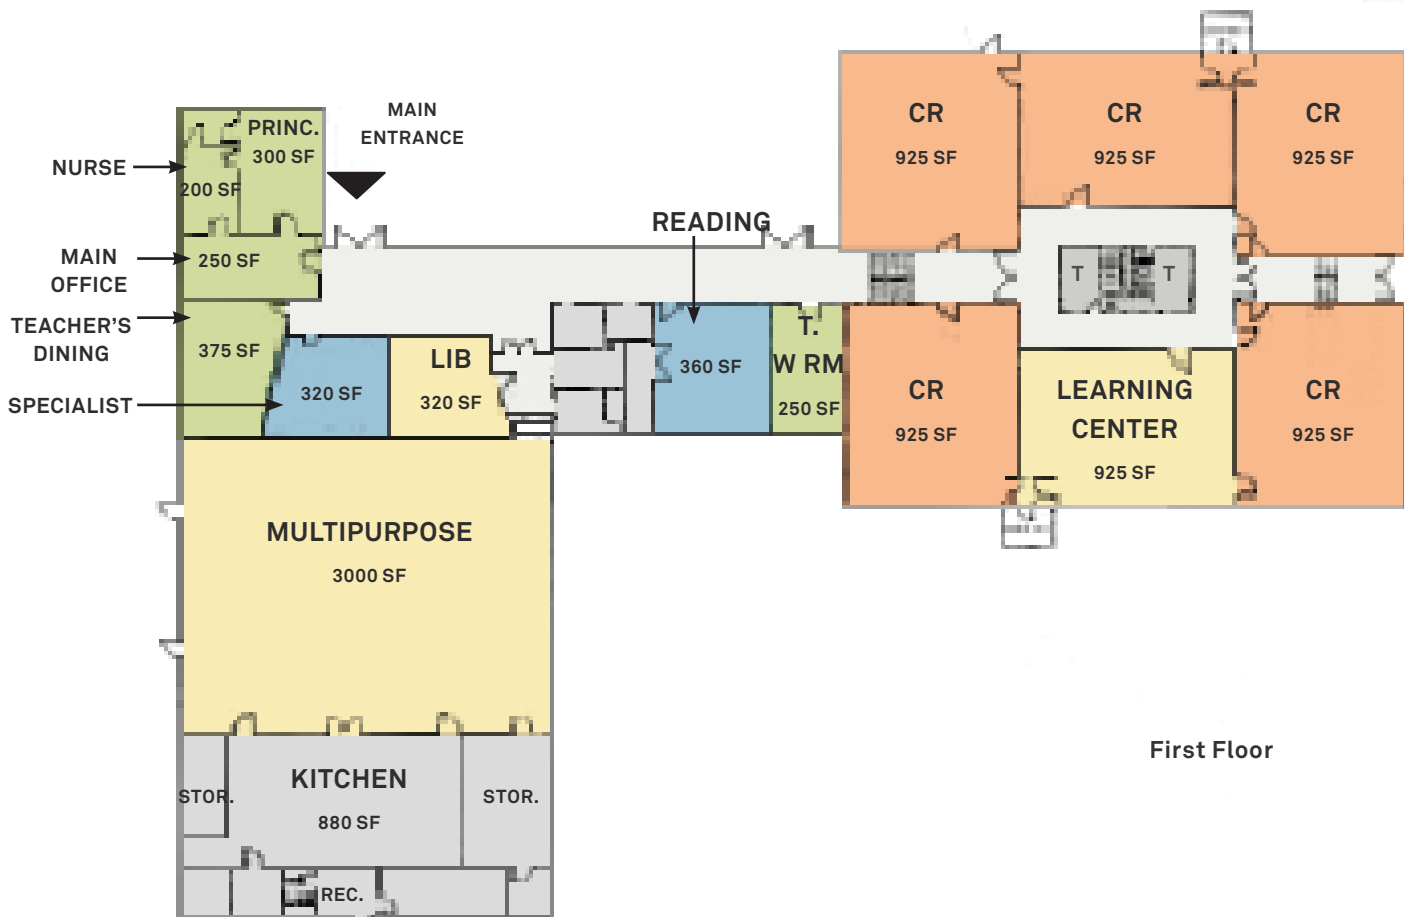 MAIN
ENTRANCE
PRINC.
300 SF
NURSE
200 SF
MAIN
OFFICE
250 SF
TEACHER'S
DINING
375 SF
SPECIALIST
320 SF
LIB
320 SF
READING
360 SF
T.
W RM
250 SF
CR
925 SF
CR
925 SF
CR
925 SF
T
T
CR
925 SF
LEARNING
CENTER
925 SF
CR
925 SF
MULTIPURPOSE
3000 SF
STOR.
KITCHEN
880 SF
STOR.
REC.
First Floor